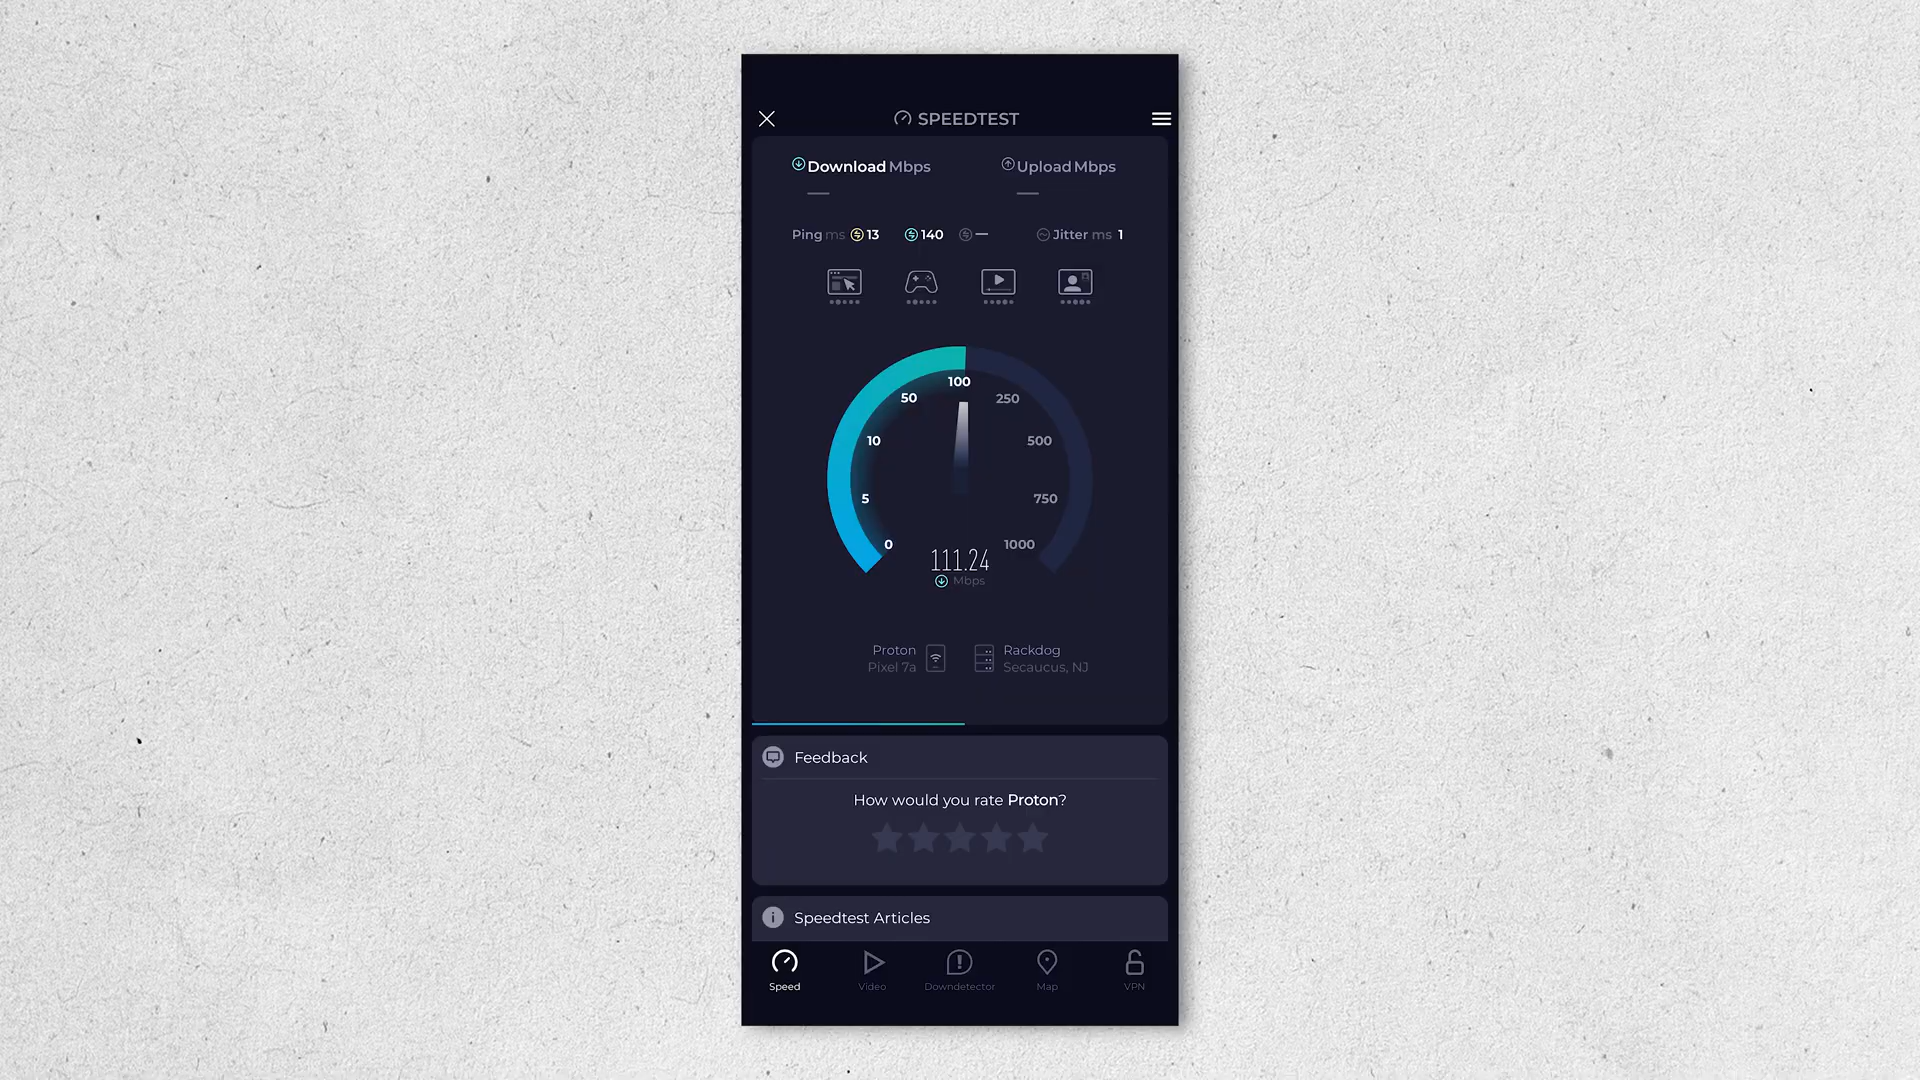 SPEEDTEST
Download Mbps
Upload Mbps
—
—
Ping ms 13 140 — Jitter ms 1
100
50
250
10
500
5
750
0
1000
111.24
Mbps
Proton
Pixel 7a
Rackdog
Secaucus, NJ
Feedback
How would you rate Proton?
Speedtest Articles
Speed
Video
Downdetector
Map
VPN